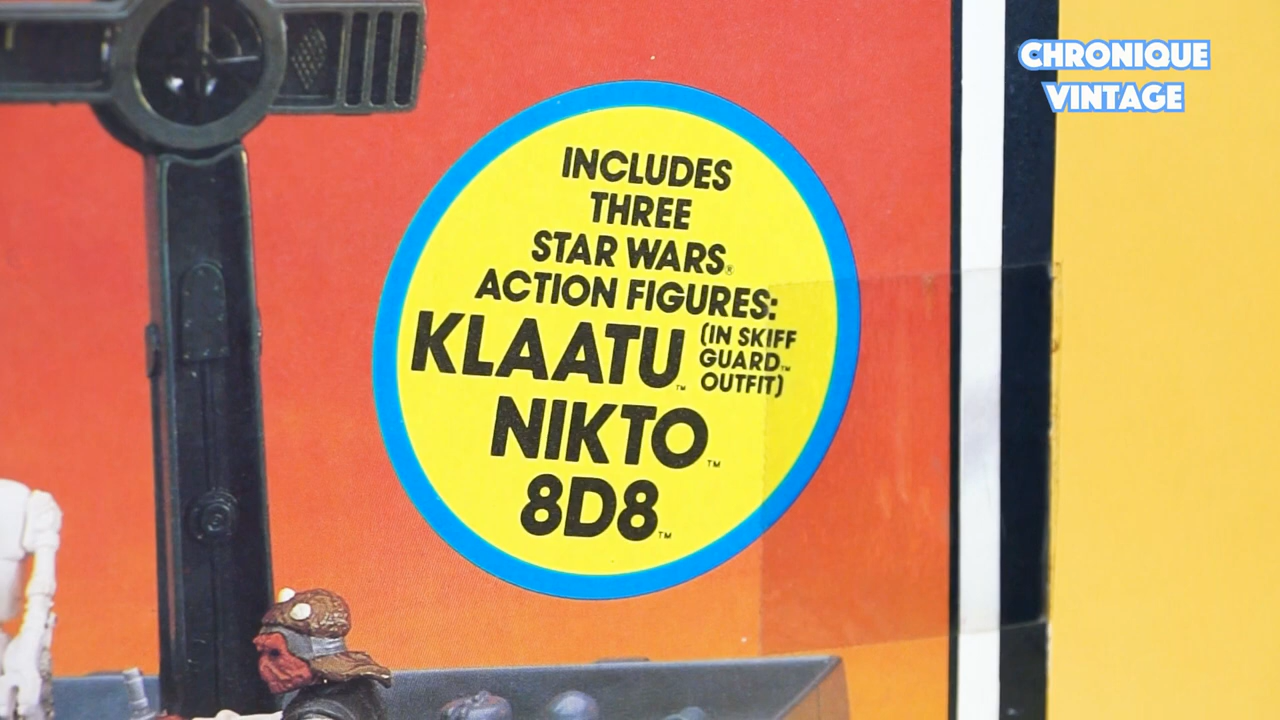 CHRONIQUE
VINTAGE
INCLUDES
THREE
STAR WARS®
ACTION FIGURES:
KLAATU™ (IN SKIFF
GUARD™
OUTFIT)
NIKTO™
8D8™